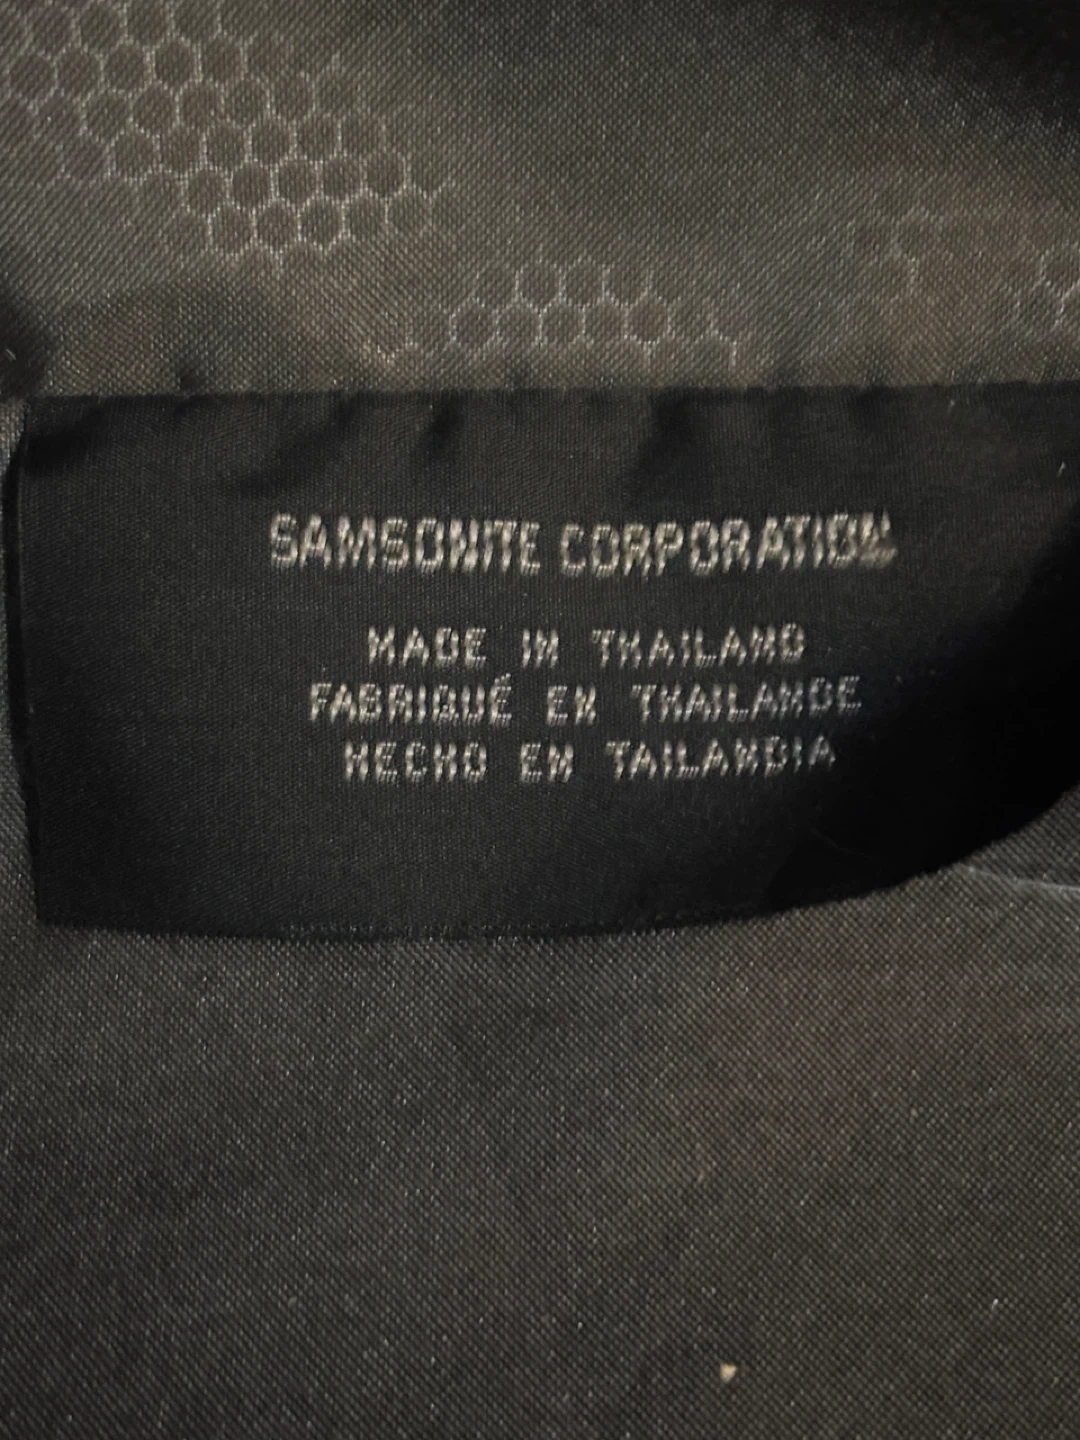 SAMSONITE CORPORATION
MADE IN THAILAND
FABRIQUÉ EN THAILANDE
HECHO EN TAILANDIA